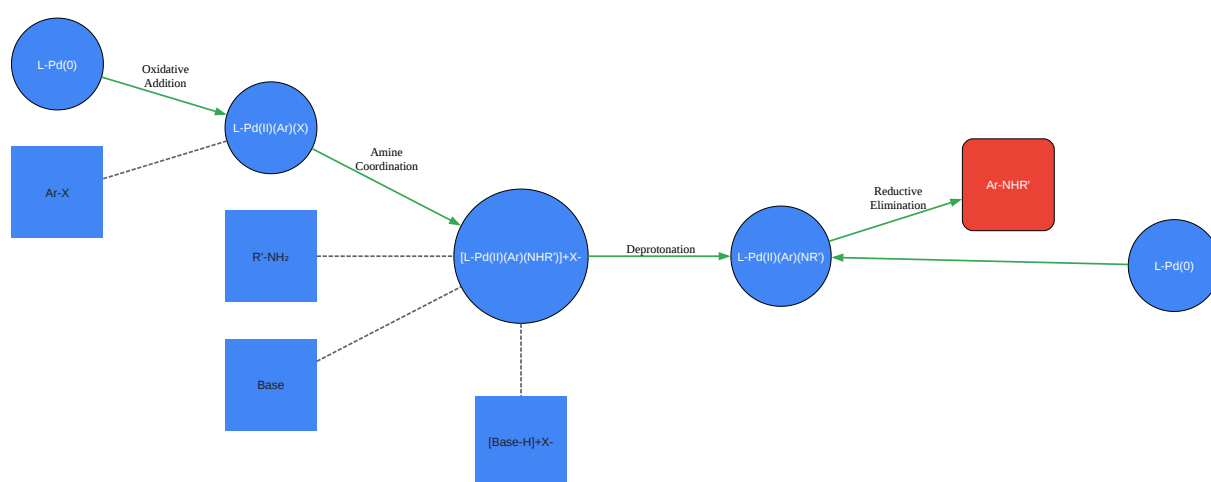 L-Pd(0)
Oxidative
Addition
L-Pd(II)(Ar)(X)
Ar-X
Amine
Coordination
R'-NH₂
[L-Pd(II)(Ar)(NHR')]+X-
Base
[Base-H]+X-
Deprotonation
L-Pd(II)(Ar)(NR')
Reductive
Elimination
Ar-NHR'
L-Pd(0)